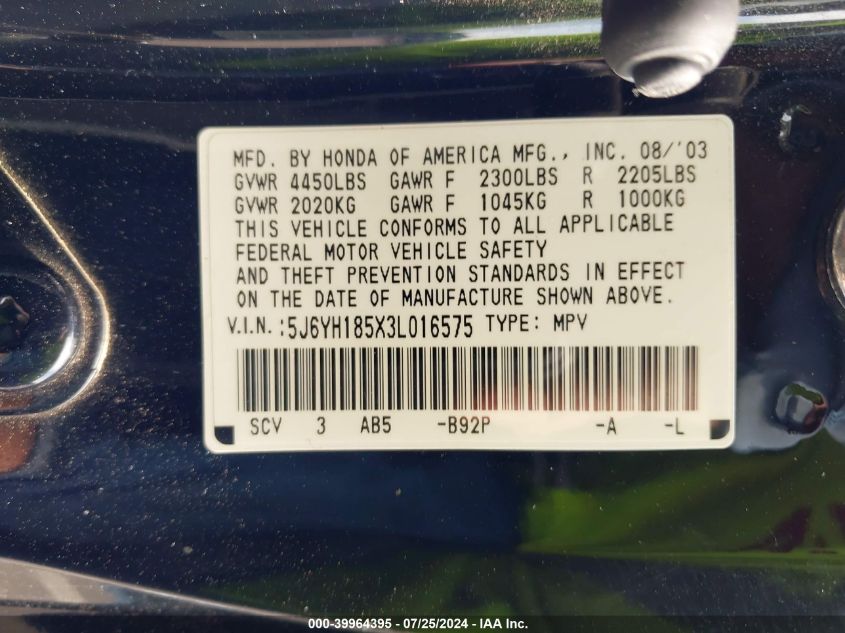 MFD. BY HONDA OF AMERICA MFG., INC. 08/'03
GVWR 4450LBS GAWR F 2300LBS R 2205LBS
GVWR 2020KG GAWR F 1045KG R 1000KG
THIS VEHICLE CONFORMS TO ALL APPLICABLE
FEDERAL MOTOR VEHICLE SAFETY
AND THEFT PREVENTION STANDARDS IN EFFECT
ON THE DATE OF MANUFACTURE SHOWN ABOVE.
V.I.N.:5J6YH185X3L016575 TYPE: MPV
SCV 3 AB5 -B92P -A -L
000-39964395 - 07/25/2024 - IAA Inc.